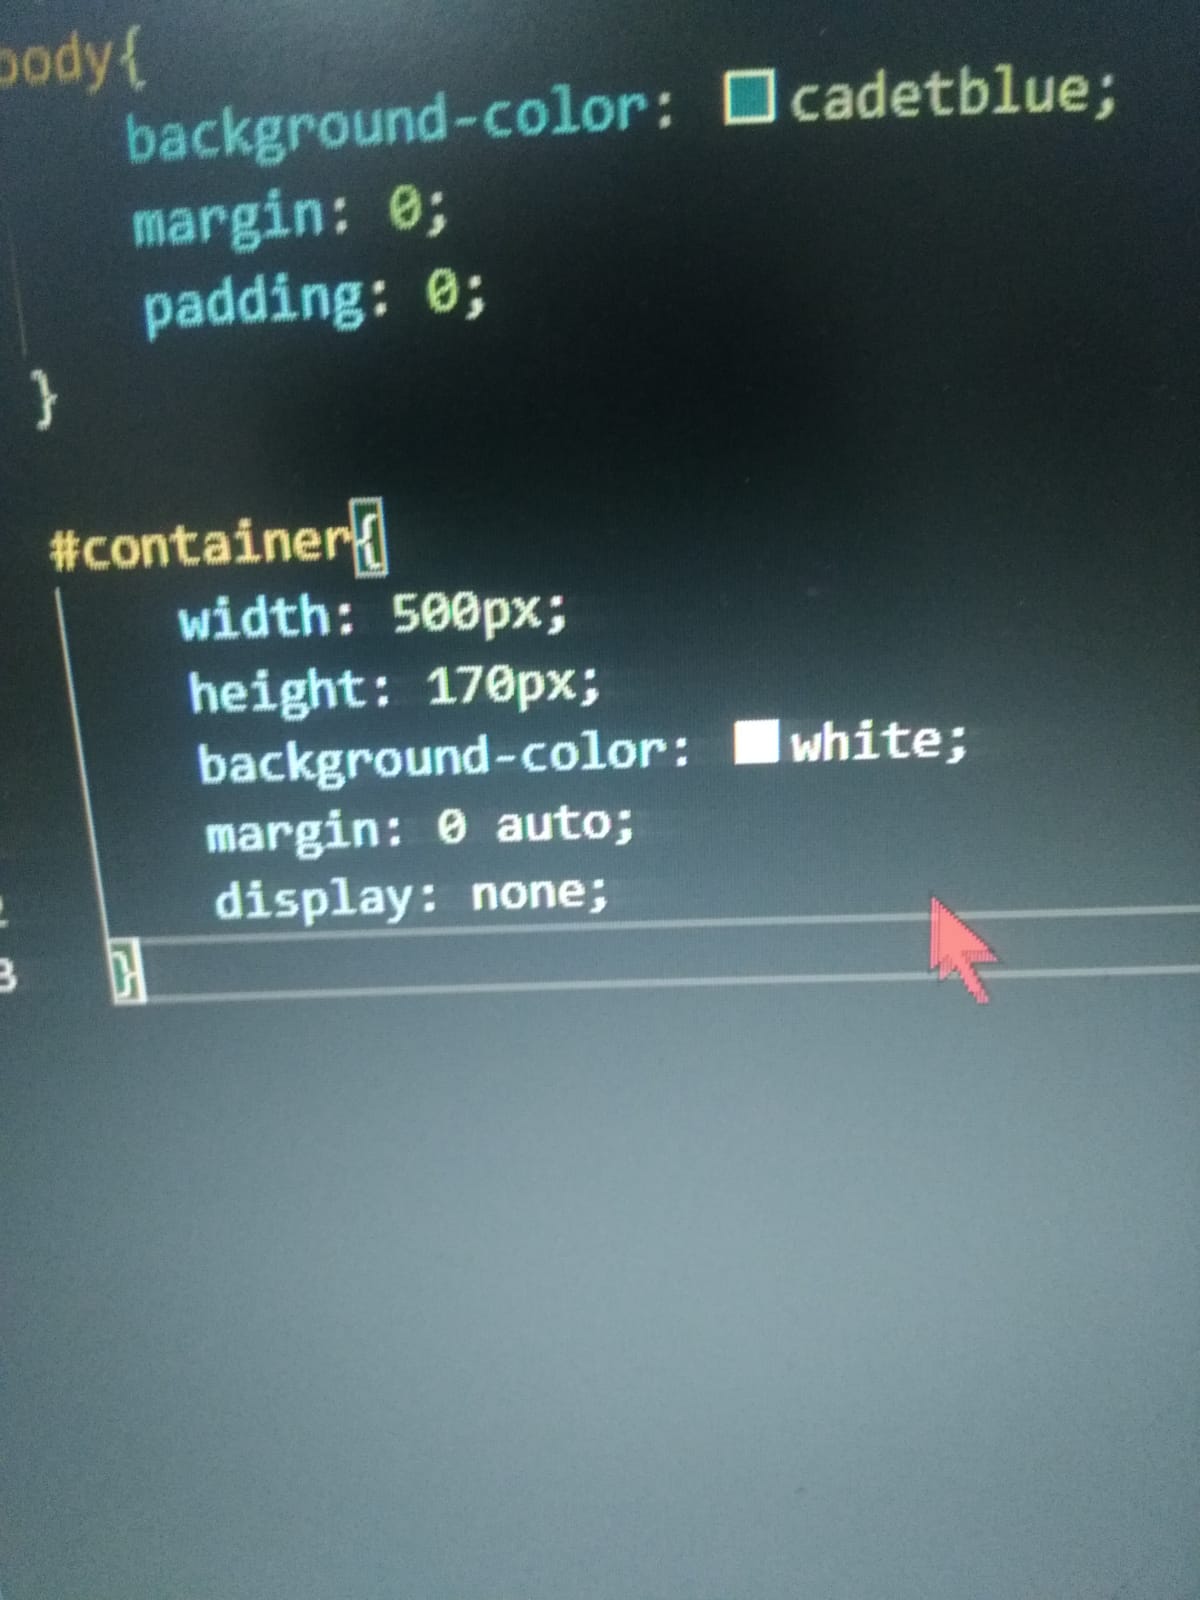 body{
background-color: cadetblue;
margin: 0;
padding: 0;
}
#container{
width: 500px;
height: 170px;
background-color: white;
margin: 0 auto;
display: none;
}